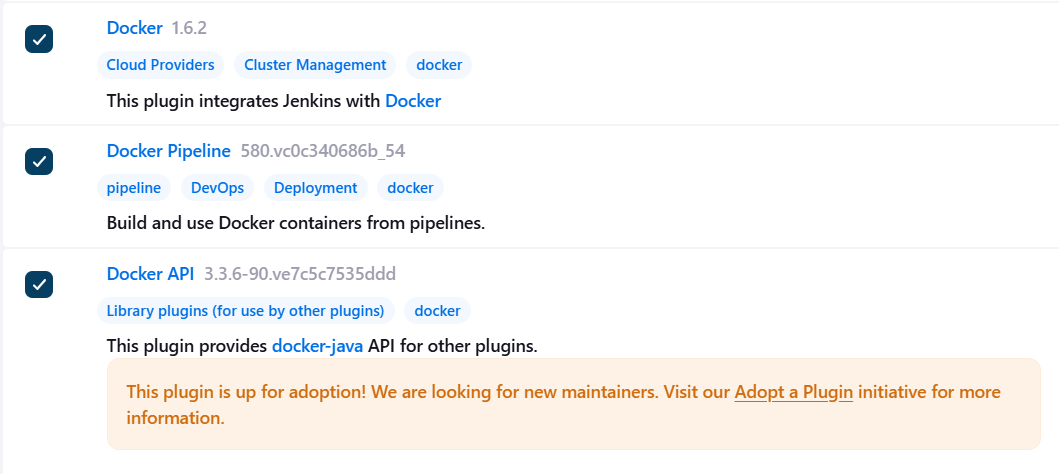 Docker 1.6.2
Cloud Providers Cluster Management docker
This plugin integrates Jenkins with Docker
Docker Pipeline 580.vc0c340686b_54
pipeline DevOps Deployment docker
Build and use Docker containers from pipelines.
Docker API 3.3.6-90.ve7c5c7535ddd
Library plugins (for use by other plugins) docker
This plugin provides docker-java API for other plugins.
This plugin is up for adoption! We are looking for new maintainers. Visit our Adopt a Plugin initiative for more
information.